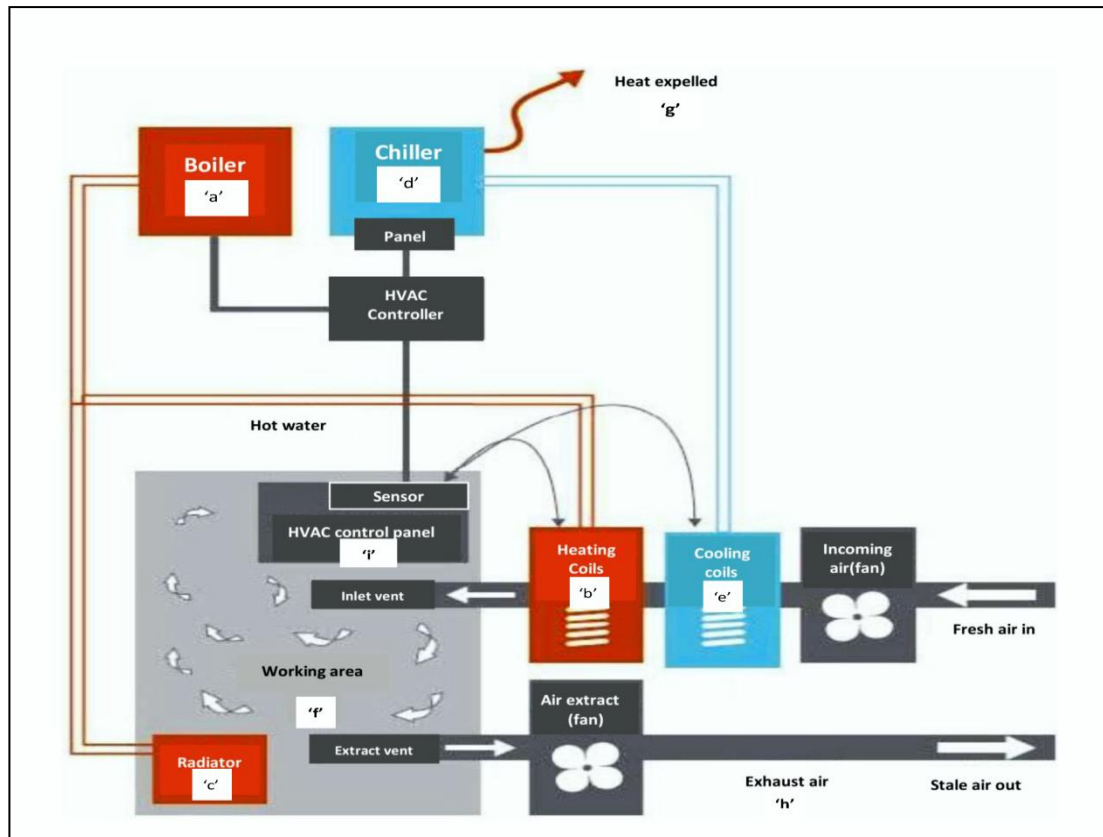 Heat expelled
‘g’
Boiler
‘a’
Chiller
‘d’
Panel
HVAC
Controller
Hot water
Sensor
HVAC control panel
‘i’
Inlet vent
Heating
Coils
‘b’
Cooling
coils
‘e’
Incoming
air(fan)
Fresh air in
Working area
‘f’
Air extract
(fan)
Extract vent
Radiator
‘c’
Exhaust air
‘h’
Stale air out